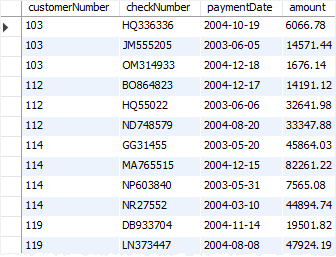 customerNumber checkNumber paymentDate amount
103 HQ336336 2004-10-19 6066.78
103 JM555205 2003-06-05 14571.44
103 OM314933 2004-12-18 1676.14
112 BO864823 2004-12-17 14191.12
112 HQ55022 2003-06-06 32641.98
112 ND748579 2004-08-20 33347.88
114 GG31455 2003-05-20 45864.03
114 MA765515 2004-12-15 82261.22
114 NP603840 2003-05-31 7565.08
114 NR27552 2004-03-10 44894.74
119 DB933704 2004-11-14 19501.82
119 LN373447 2004-08-08 47924.19